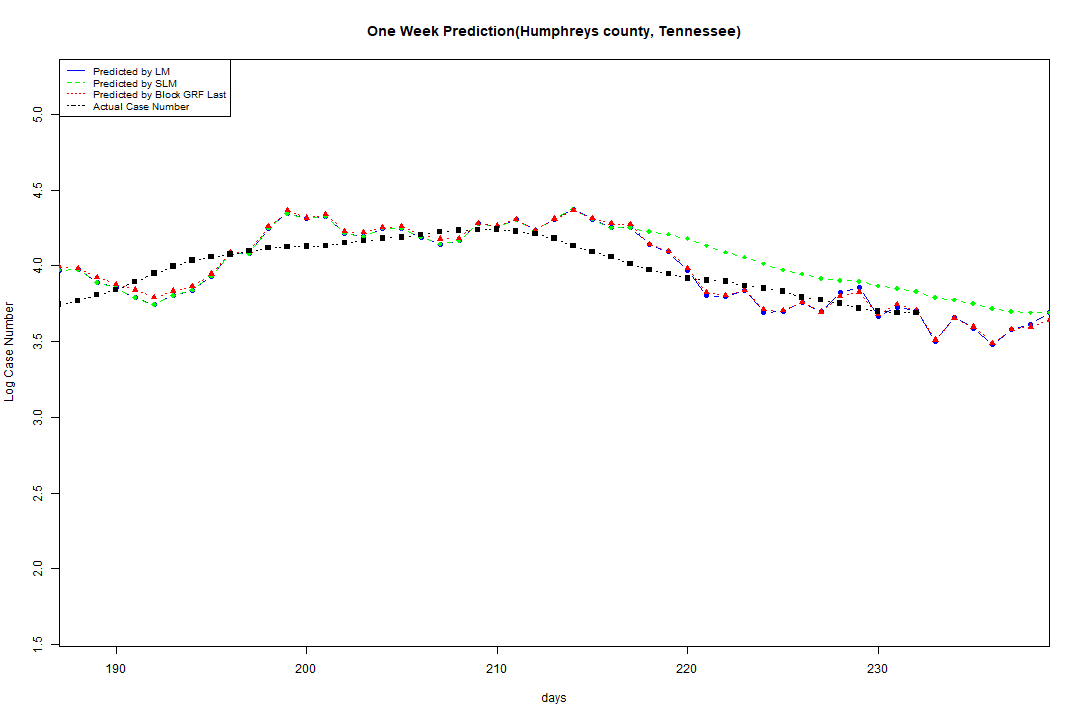 One Week Prediction(Humphreys county, Tennessee)
Predicted by LM
Predicted by SLM
Predicted by Block GRF Last
Actual Case Number
Log Case Number
5.0
4.5
4.0
3.5
3.0
2.5
2.0
1.5
190 200 210 220 230
days